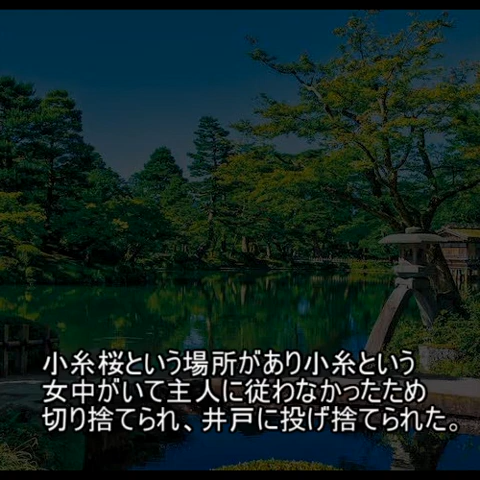 小糸桜という場所があり小糸という
女中がいて主人に従わなかったため
切り捨てられ、井戸に投げ捨てられた。